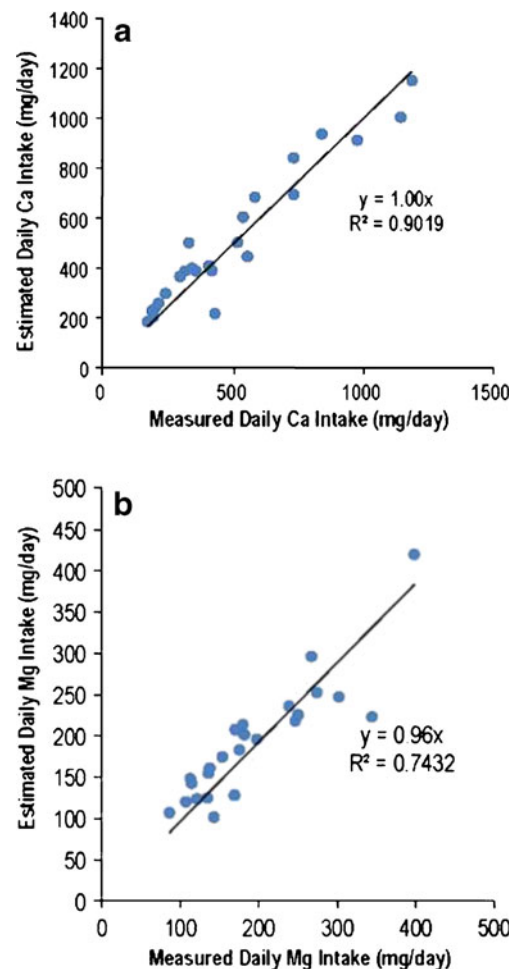 a
1400
1200
1000
800
600
400
200
0
Estimated Daily Ca Intake (mg/day)
y = 1.00x
R² = 0.9019
0 500 1000 1500
Measured Daily Ca Intake (mg/day)
b
500
450
400
350
300
250
200
150
100
50
0
Estimated Daily Mg Intake (mg/day)
y = 0.96x
R² = 0.7432
0 100 200 300 400 500
Measured Daily Mg Intake (mg/day)